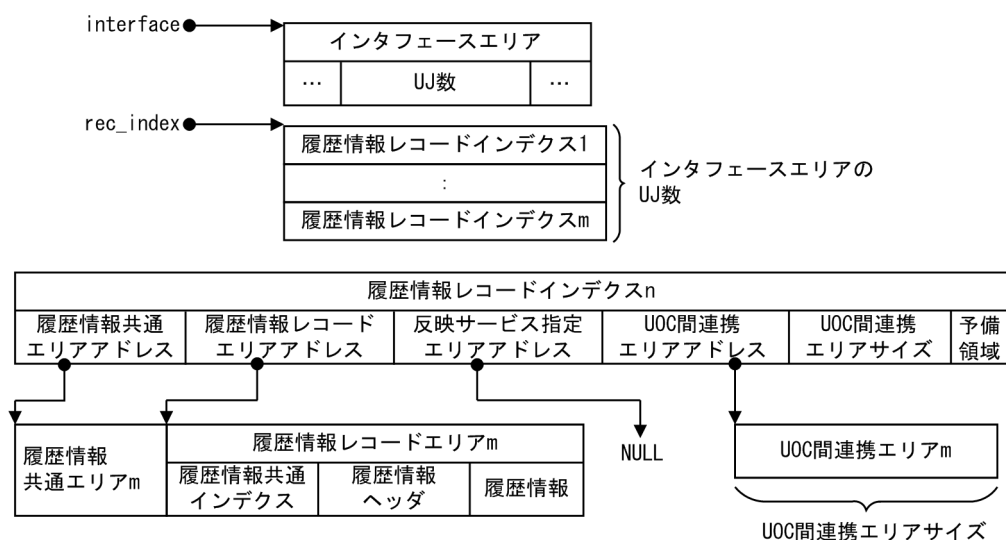 interface
インタフェースエリア
… UJ数 …
rec_index
履歴情報レコードインデクス1
:
履歴情報レコードインデクスm
インタフェースエリアの
UJ数
履歴情報レコードインデクスn
履歴情報共通
エリアアドレス
履歴情報レコード
エリアアドレス
反映サービス指定
エリアアドレス
UOC間連携
エリアアドレス
UOC間連携
エリアサイズ
予備
領域
履歴情報
共通エリアm
履歴情報レコードエリアm
履歴情報共通
インデクス
履歴情報
ヘッダ
履歴情報
NULL
UOC間連携エリアm
UOC間連携エリアサイズ